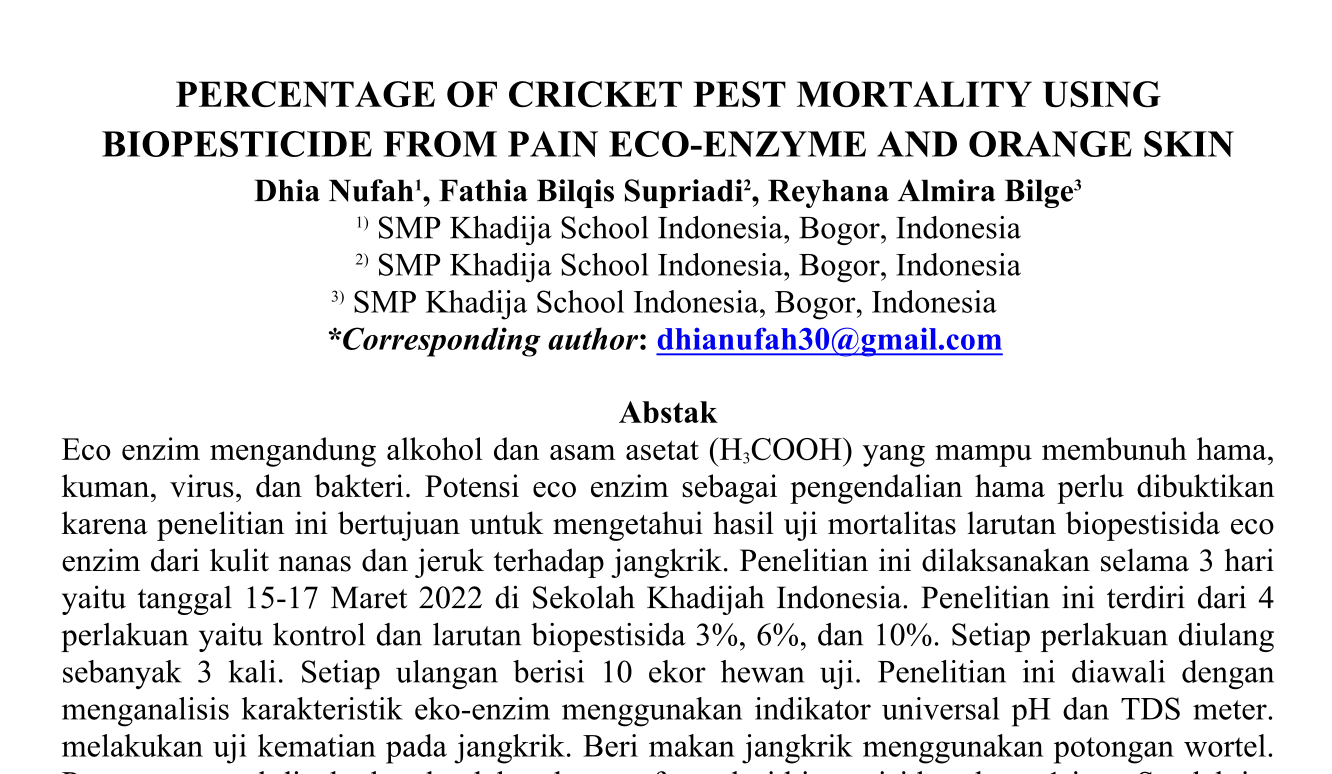 PERCENTAGE OF CRICKET PEST MORTALITY USING
BIOPESTICIDE FROM PAIN ECO-ENZYME AND ORANGE SKIN
Dhia Nufah¹, Fathia Bilqis Supriadi², Reyhana Almira Bilge³
¹⁾ SMP Khadija School Indonesia, Bogor, Indonesia
²⁾ SMP Khadija School Indonesia, Bogor, Indonesia
³⁾ SMP Khadija School Indonesia, Bogor, Indonesia
*Corresponding author: dhianufah30@gmail.com
Abstak
Eco enzim mengandung alkohol dan asam asetat (H₃COOH) yang mampu membunuh hama,
kuman, virus, dan bakteri. Potensi eco enzim sebagai pengendalian hama perlu dibuktikan
karena penelitian ini bertujuan untuk mengetahui hasil uji mortalitas larutan biopestisida eco
enzim dari kulit nanas dan jeruk terhadap jangkrik. Penelitian ini dilaksanakan selama 3 hari
yaitu tanggal 15-17 Maret 2022 di Sekolah Khadijah Indonesia. Penelitian ini terdiri dari 4
perlakuan yaitu kontrol dan larutan biopestisida 3%, 6%, dan 10%. Setiap perlakuan diulang
sebanyak 3 kali. Setiap ulangan berisi 10 ekor hewan uji. Penelitian ini diawali dengan
menganalisis karakteristik eko-enzim menggunakan indikator universal pH dan TDS meter.
melakukan uji kematian pada jangkrik. Beri makan jangkrik menggunakan potongan wortel.